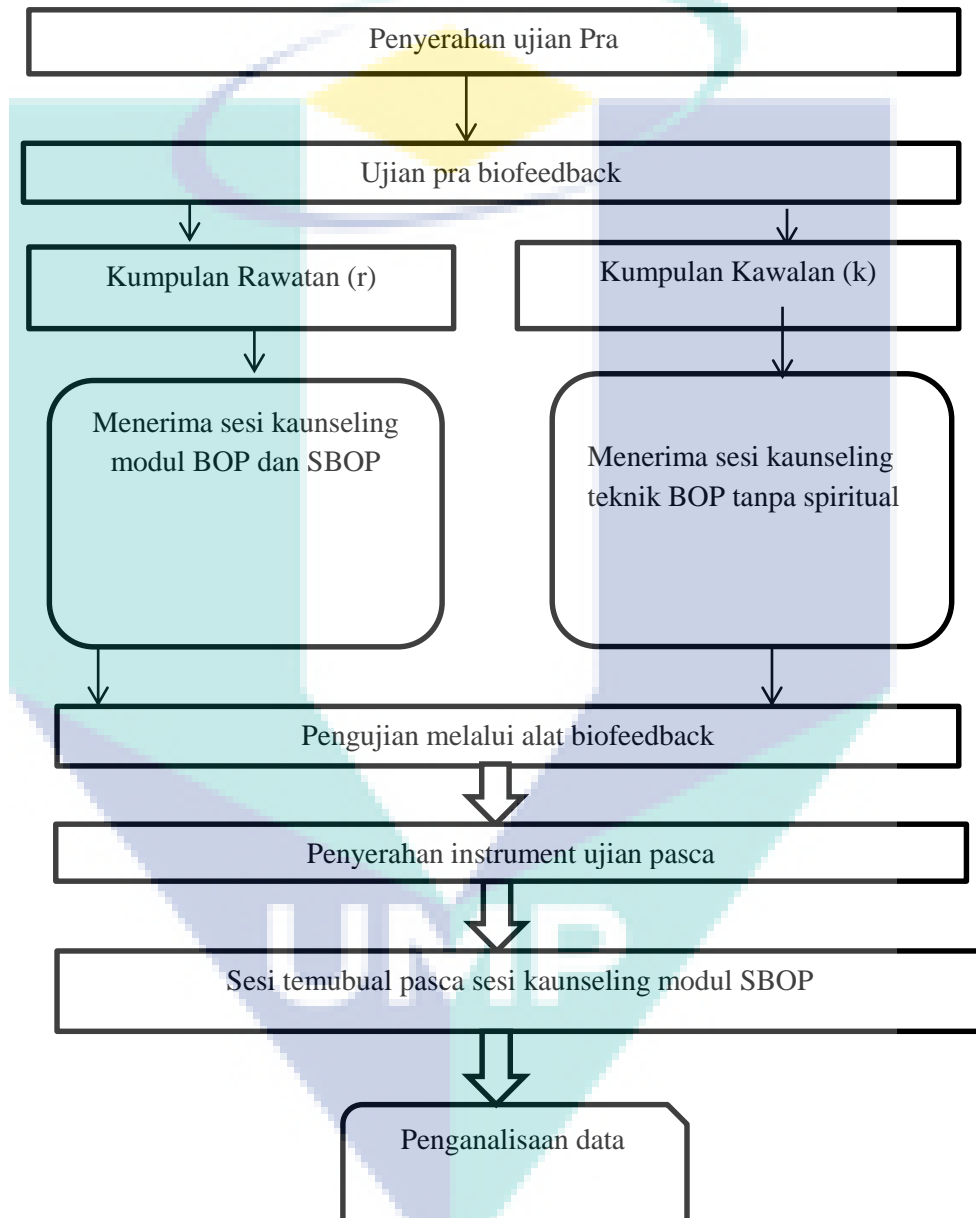 Penyerahan ujian Pra
Ujian pra biofeedback
Kumpulan Rawatan (r)
Kumpulan Kawalan (k)
Menerima sesi kaunseling
modul BOP dan SBOP
Menerima sesi kaunseling
teknik BOP tanpa spiritual
Pengujian melalui alat biofeedback
Penyerahan instrument ujian pasca
UMP
Sesi temubual pasca sesi kaunseling modul SBOP
Penganalisaan data